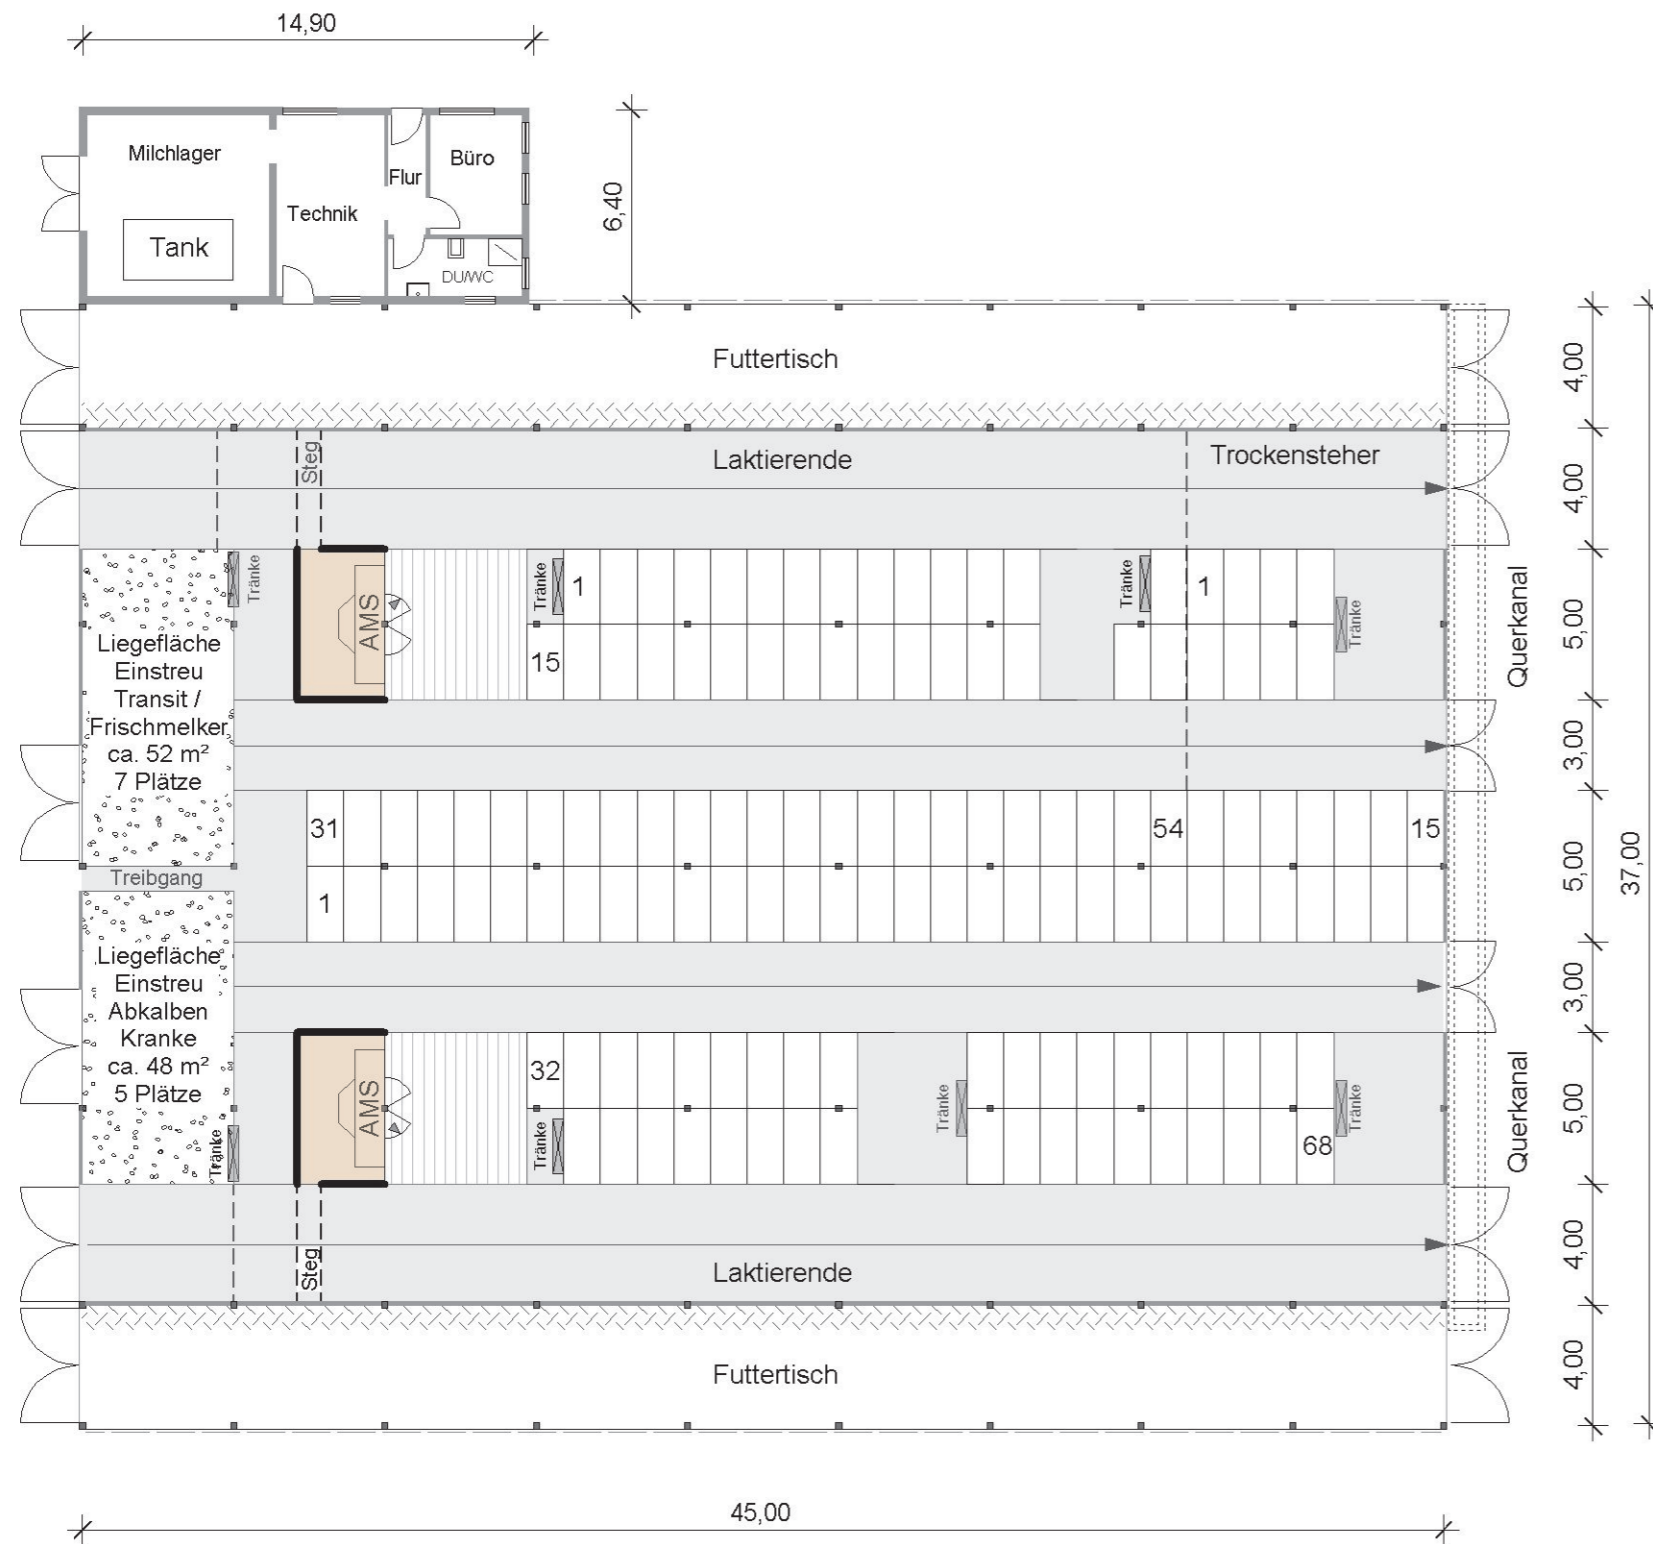 14,90
Milchlager
Flur
Büro
Technik
Tank
DU/WC
6,40
Futtertisch
4,00
Steg
Laktierende
Trockensteher
4,00
Tränke
AMS
Tränke
1
Tränke
1
Tränke
15
5,00
Querkanal
Liegefläche
Einstreu
Transit /
Frischmelker
ca. 52 m²
7 Plätze
3,00
31
54
15
5,00
37,00
Treibgang
1
Liegefläche
Einstreu
Abkalben
Kranke
ca. 48 m²
5 Plätze
3,00
Tränke
AMS
32
Tränke
Tränke
Tränke
68
5,00
Querkanal
Steg
Laktierende
4,00
Futtertisch
4,00
45,00